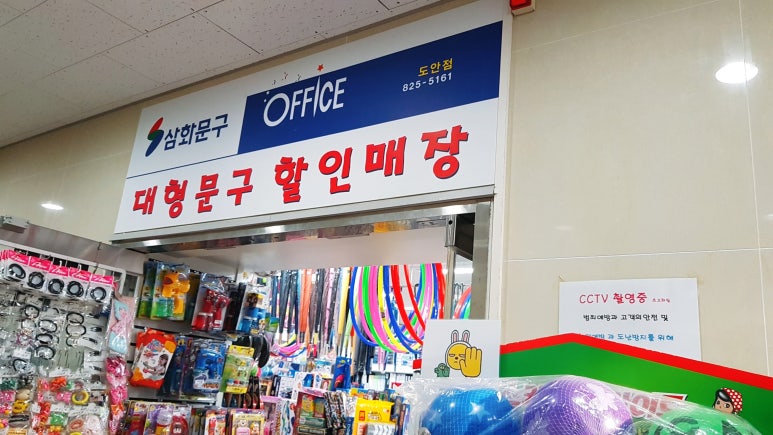 삼화문구
OFFICE
도안점
825-5161
대형문구 할인매장
CCTV 촬영중
범죄예방과 고객의안전 및
과 도난방지를 위해